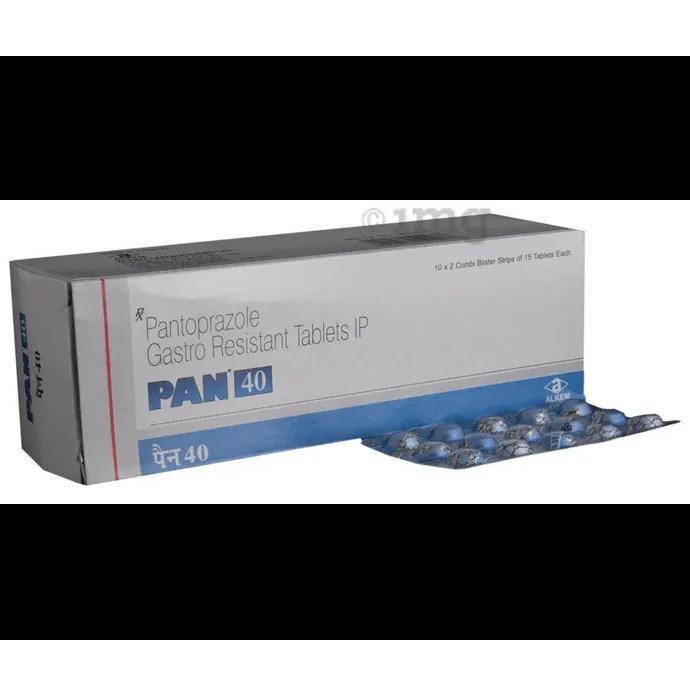 © 1mg
10 x 2 Combi Blister Strips of 15 Tablets Each
℞
Pantoprazole
Gastro Resistant Tablets IP
PAN* 40
ALKEM
पैन 40
PAN 40
पैन 40